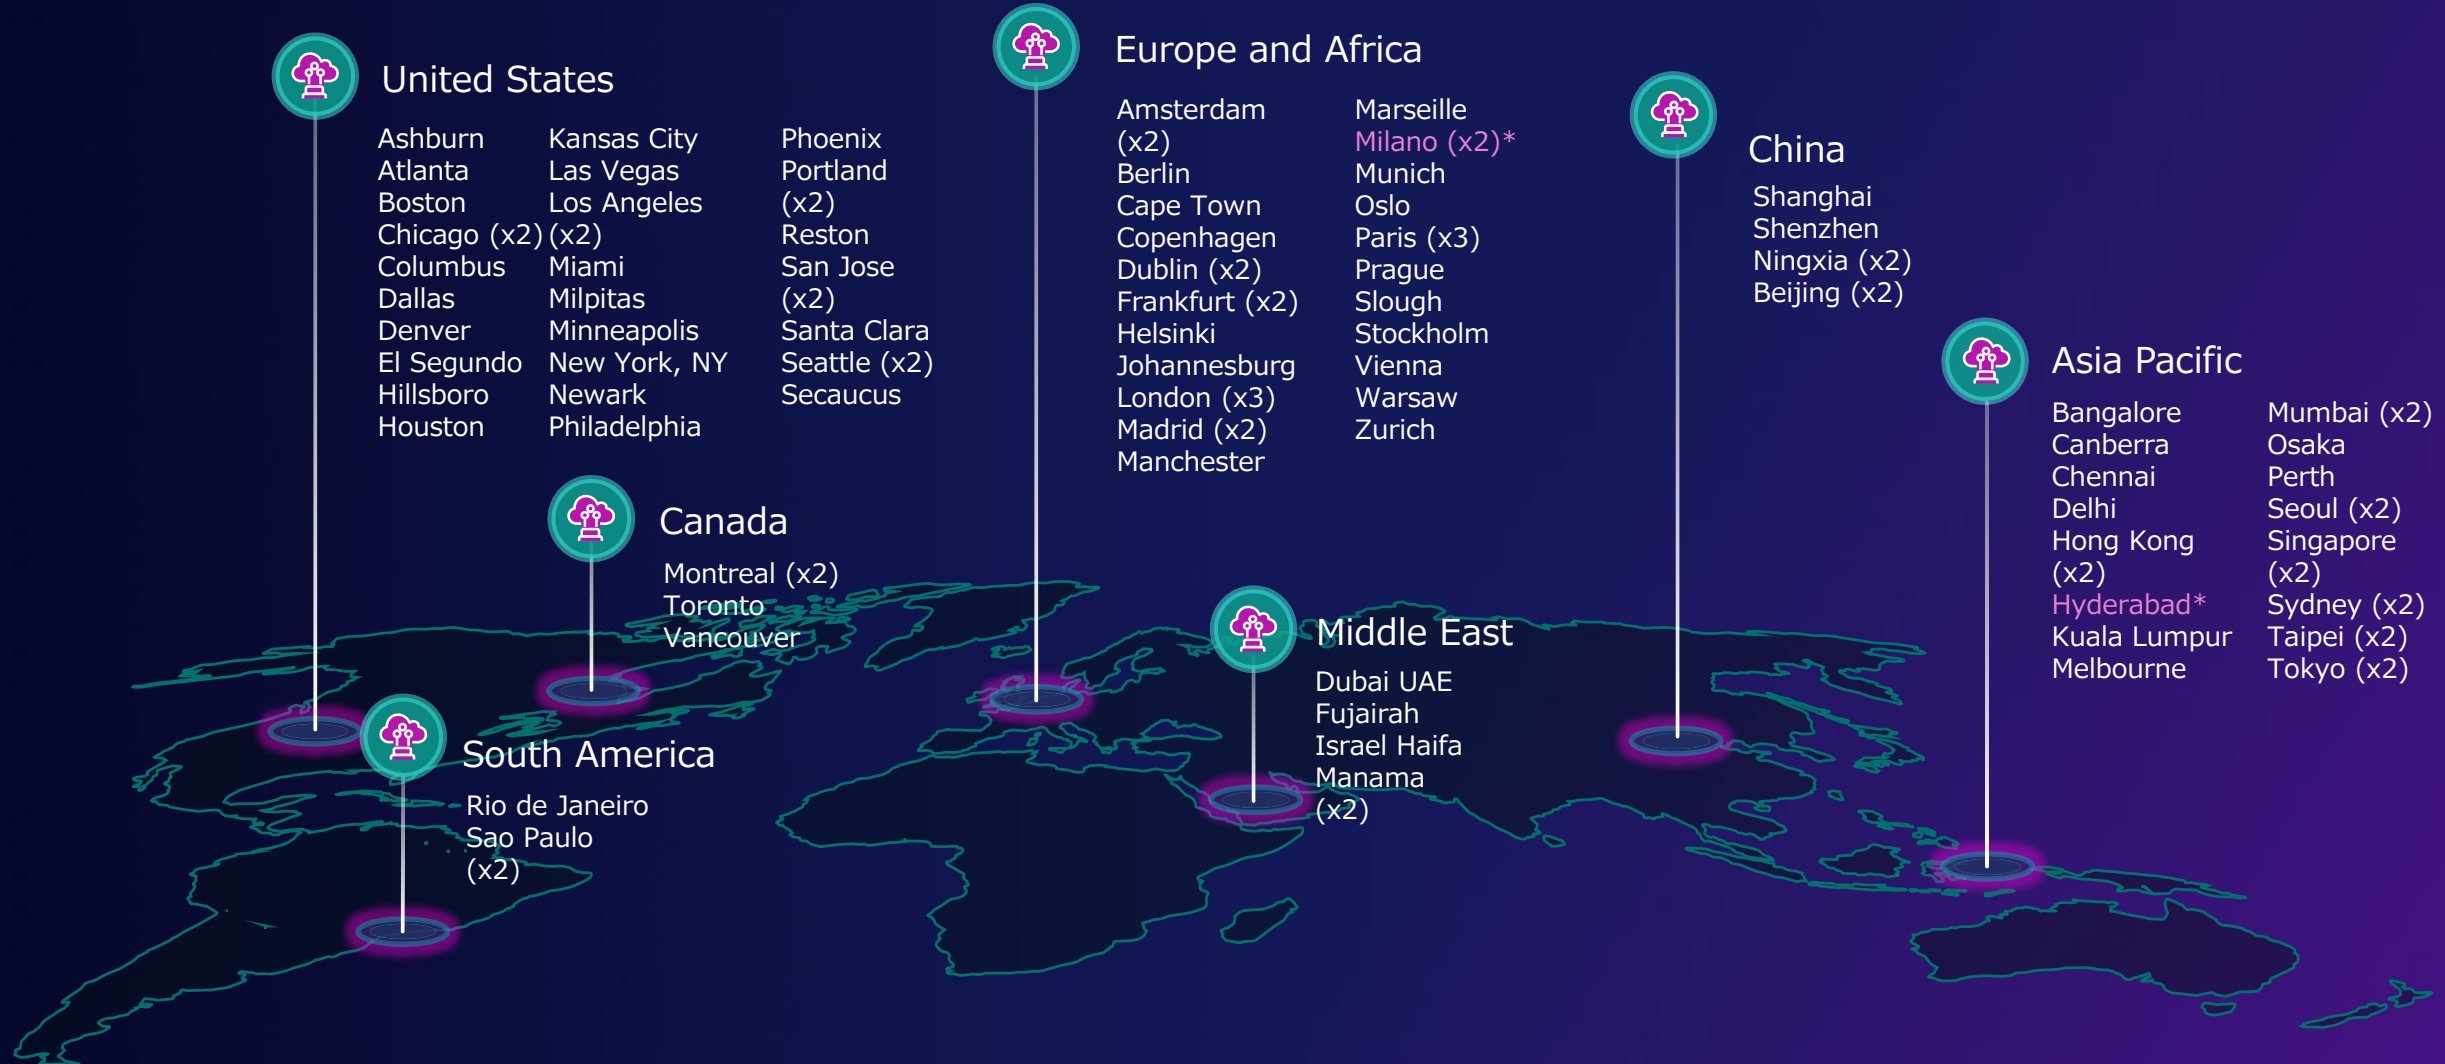 United States
Ashburn
Atlanta
Boston
Chicago (x2)
Columbus
Dallas
Denver
El Segundo
Hillsboro
Houston
Kansas City
Las Vegas
Los Angeles
(x2)
Miami
Milpitas
Minneapolis
New York, NY
Newark
Philadelphia
Phoenix
Portland
(x2)
Reston
San Jose
(x2)
Santa Clara
Seattle (x2)
Secaucus
Europe and Africa
Amsterdam
(x2)
Berlin
Cape Town
Copenhagen
Dublin (x2)
Frankfurt (x2)
Helsinki
Johannesburg
London (x3)
Madrid (x2)
Manchester
Marseille
Milano (x2)*
Munich
Oslo
Paris (x3)
Prague
Slough
Stockholm
Vienna
Warsaw
Zurich
China
Shanghai
Shenzhen
Ningxia (x2)
Beijing (x2)
Asia Pacific
Bangalore
Canberra
Chennai
Delhi
Hong Kong
(x2)
Hyderabad*
Kuala Lumpur
Melbourne
Mumbai (x2)
Osaka
Perth
Seoul (x2)
Singapore
(x2)
Sydney (x2)
Taipei (x2)
Tokyo (x2)
Canada
Montreal (x2)
Toronto
Vancouver
Middle East
Dubai UAE
Fujairah
Israel Haifa
Manama
(x2)
South America
Rio de Janeiro
Sao Paulo
(x2)